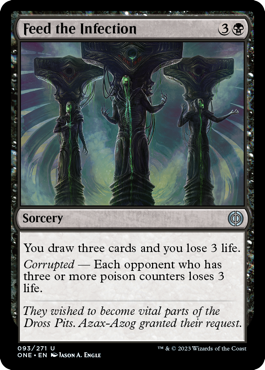 Feed the Infection 3
Sorcery
You draw three cards and you lose 3 life.
Corrupted — Each opponent who has
three or more poison counters loses 3
life.
They wished to become vital parts of the
Dross Pits. Azax-Azog granted their request.
093/271 U
ONE • EN JASON A. ENGLE
™ & © 2023 Wizards of the Coast